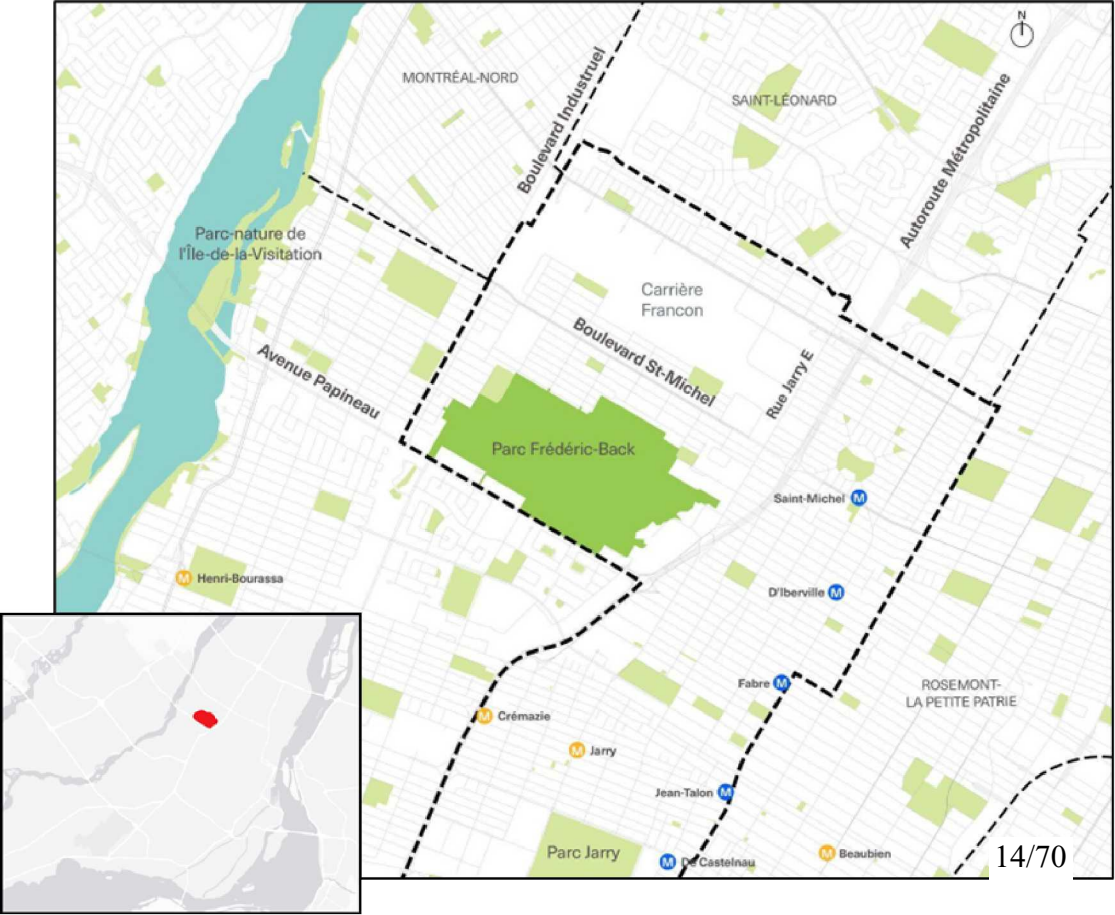 N
MONTRÉAL-NORD
Boulevard Industruel
SAINT-LÉONARD
Autoroute Métropolitaine
Parc-nature de
l'Île-de-la-Visitation
Carrière
Francon
Boulevard St-Michel
Avenue Papineau
Rue Jarry E
Parc Frédéric-Back
Saint-Michel M
M Henri-Bourassa
D'Iberville M
Fabre M
ROSEMONT-
LA PETITE PATRIE
M Crémazie
M Jarry
Jean-Talon M
Parc Jarry
M De Castelnau
M Beaubien
14/70